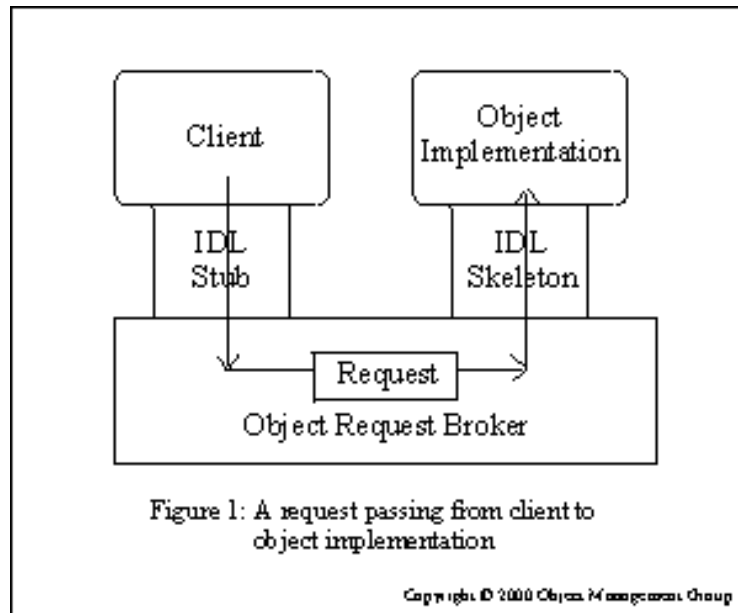 Client
Object
Implementation
IDL
Stub
IDL
Skeleton
Request
Object Request Broker
Figure 1: A request passing from client to
object implementation
Copyright © 2000 Object Management Group